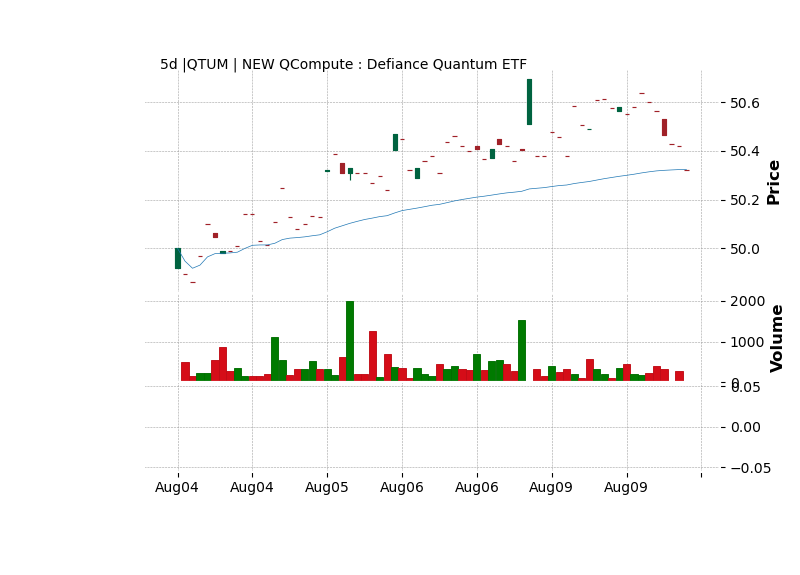 5d |QTUM | NEW QCompute : Defiance Quantum ETF
50.6
50.4
50.2
50.0
Price
2000
1000
0
Volume
0.05
0.00
−0.05
Aug04 Aug04 Aug05 Aug06 Aug06 Aug09 Aug09